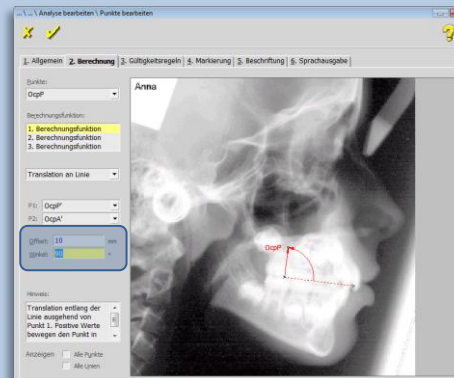 ...\ ... \ Analyse bearbeiten \ Punkte bearbeiten
1. Allgemein
2. Berechnung
3. Gültigkeitsregeln
4. Markierung
5. Beschriftung
6. Sprachausgabe
Punkte:
OcpP
Berechnungsfunktion:
1. Berechnungsfunktion
2. Berechnungsfunktion
3. Berechnungsfunktion
Translation an Linie
P1: OcpP'
P2: OcpA'
Offset: 10 mm
Winkel: 90 °
Hinweis:
Translation entlang der
Linie ausgehend von
Punkt 1. Positive Werte
bewegen den Punkt in
Anzeigen
Alle Punkte
Alle Linien
Anna
OcpP